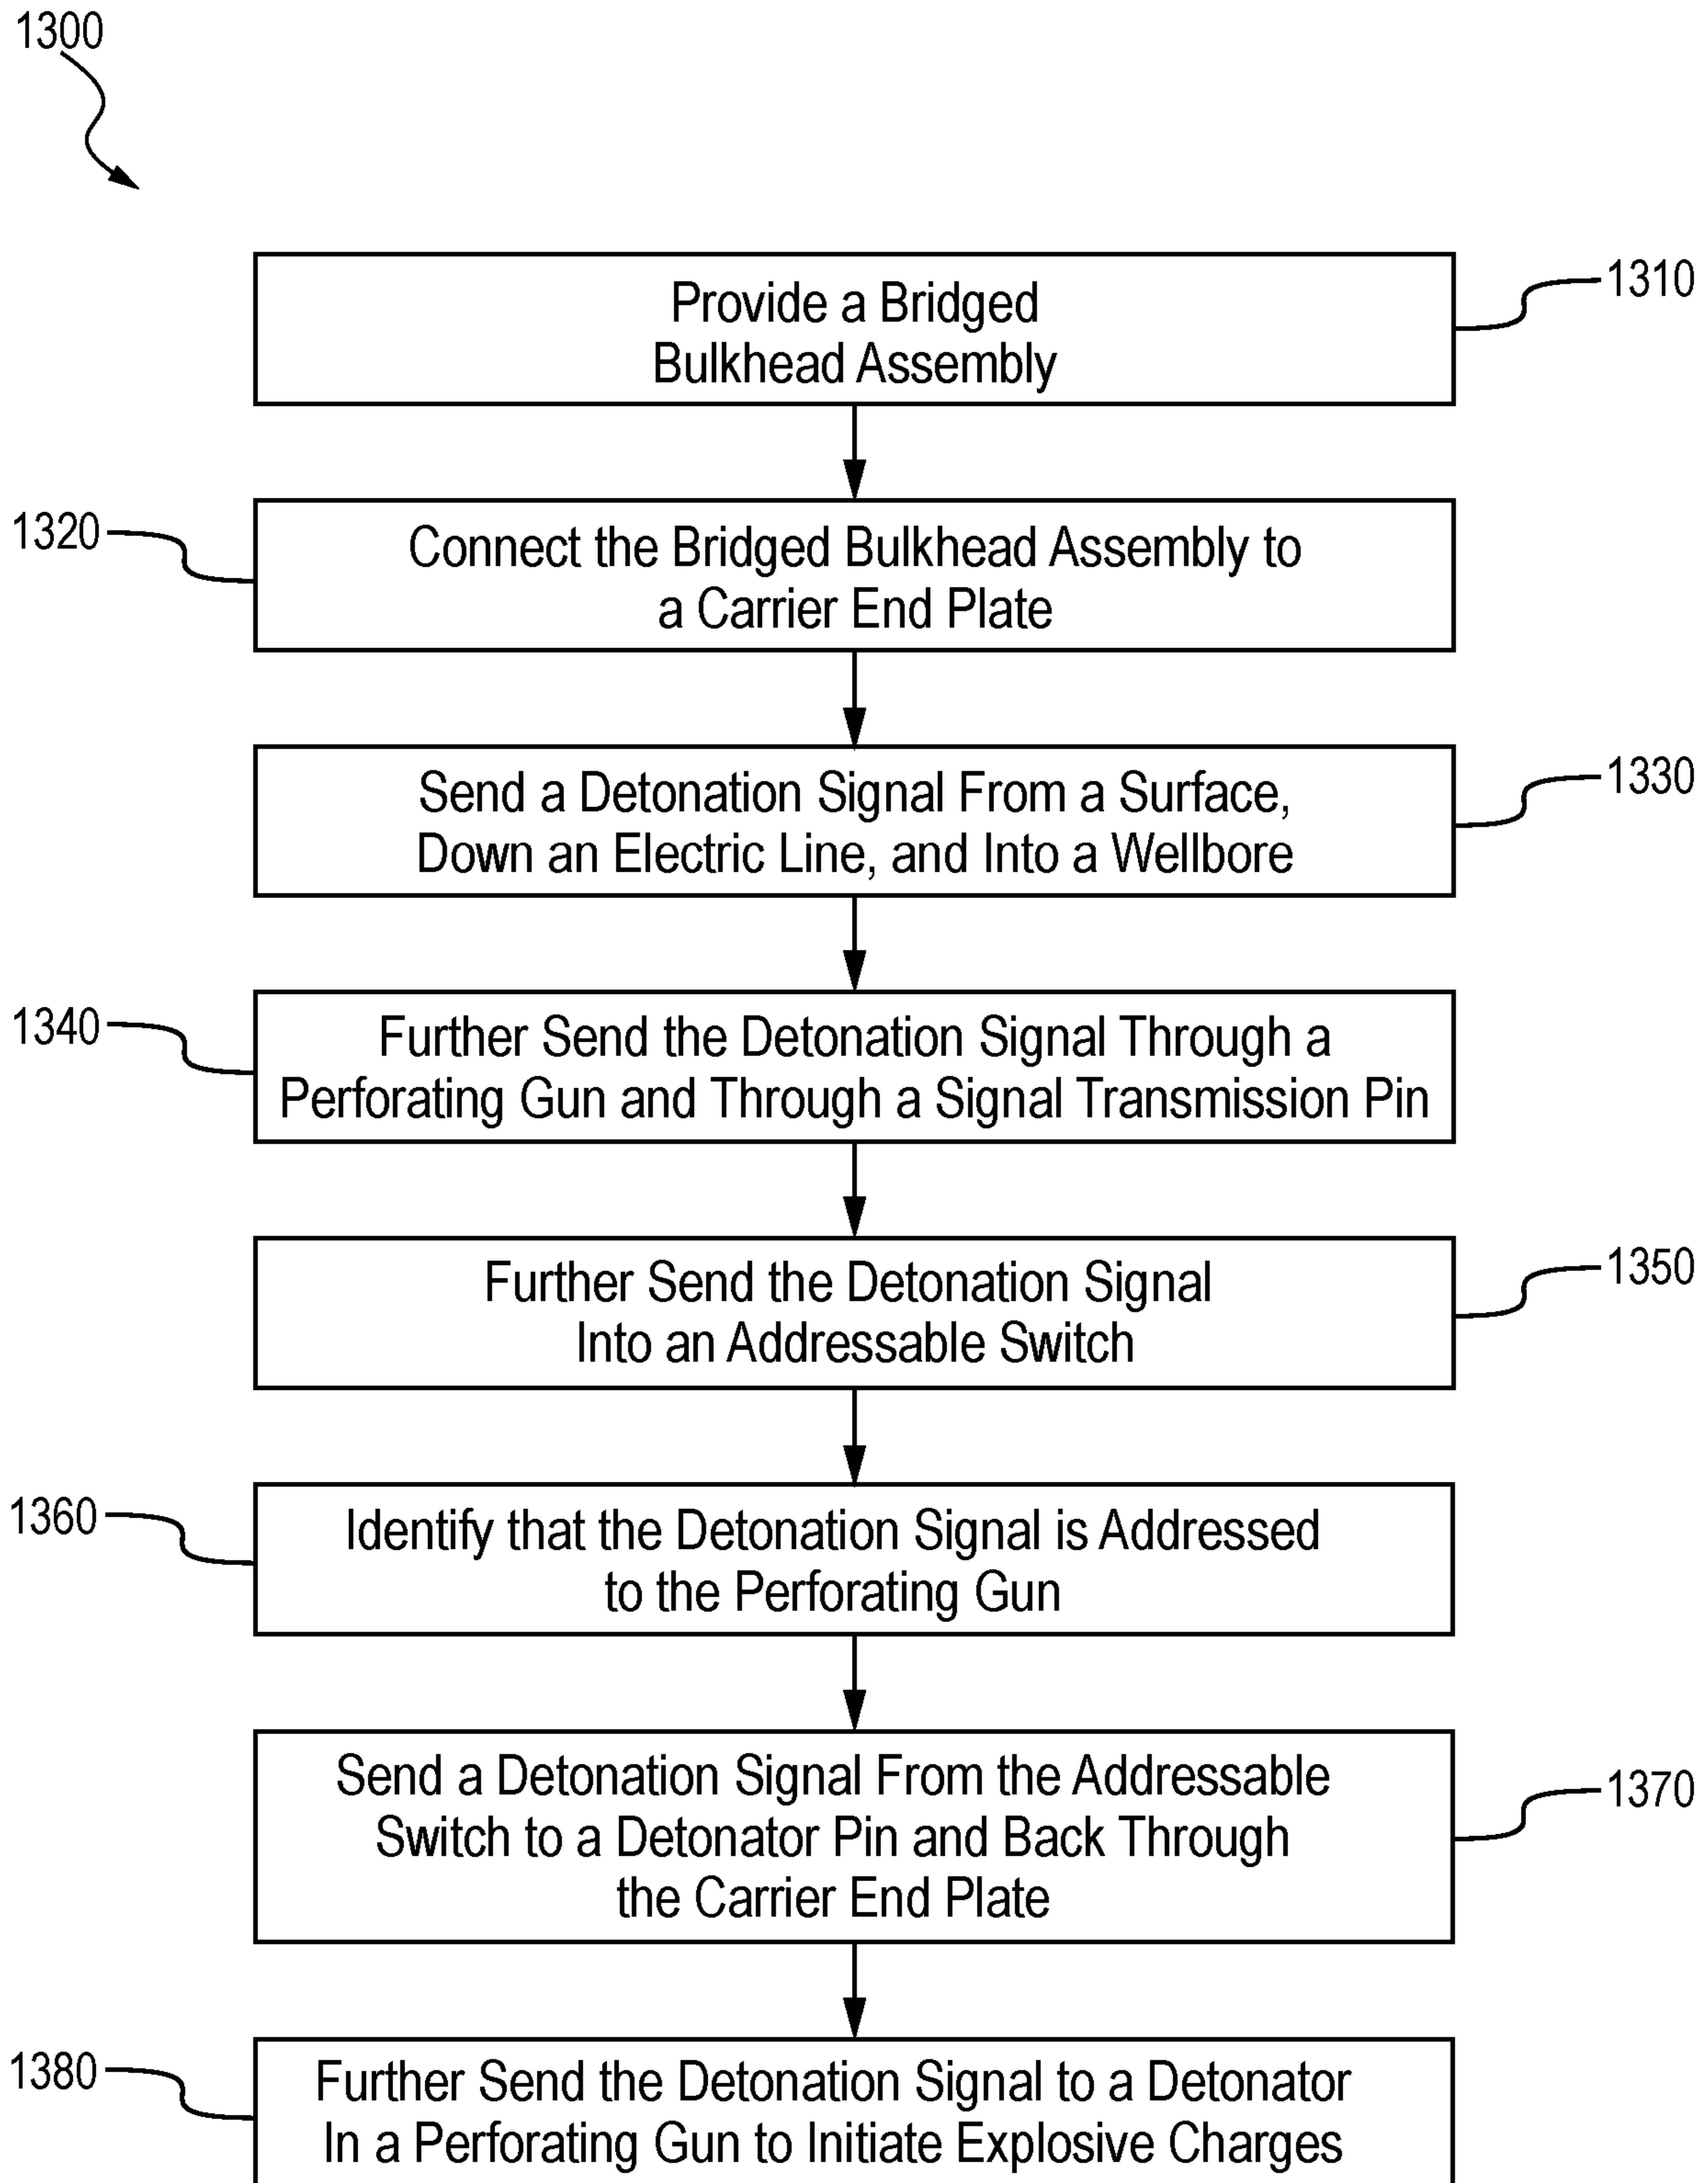 1300
Provide a Bridged
Bulkhead Assembly
1310
1320
Connect the Bridged Bulkhead Assembly to
a Carrier End Plate
Send a Detonation Signal From a Surface,
Down an Electric Line, and Into a Wellbore
1330
1340
Further Send the Detonation Signal Through a
Perforating Gun and Through a Signal Transmission Pin
Further Send the Detonation Signal
Into an Addressable Switch
1350
1360
Identify that the Detonation Signal is Addressed
to the Perforating Gun
Send a Detonation Signal From the Addressable
Switch to a Detonator Pin and Back Through
the Carrier End Plate
1370
1380
Further Send the Detonation Signal to a Detonator
In a Perforating Gun to Initiate Explosive Charges